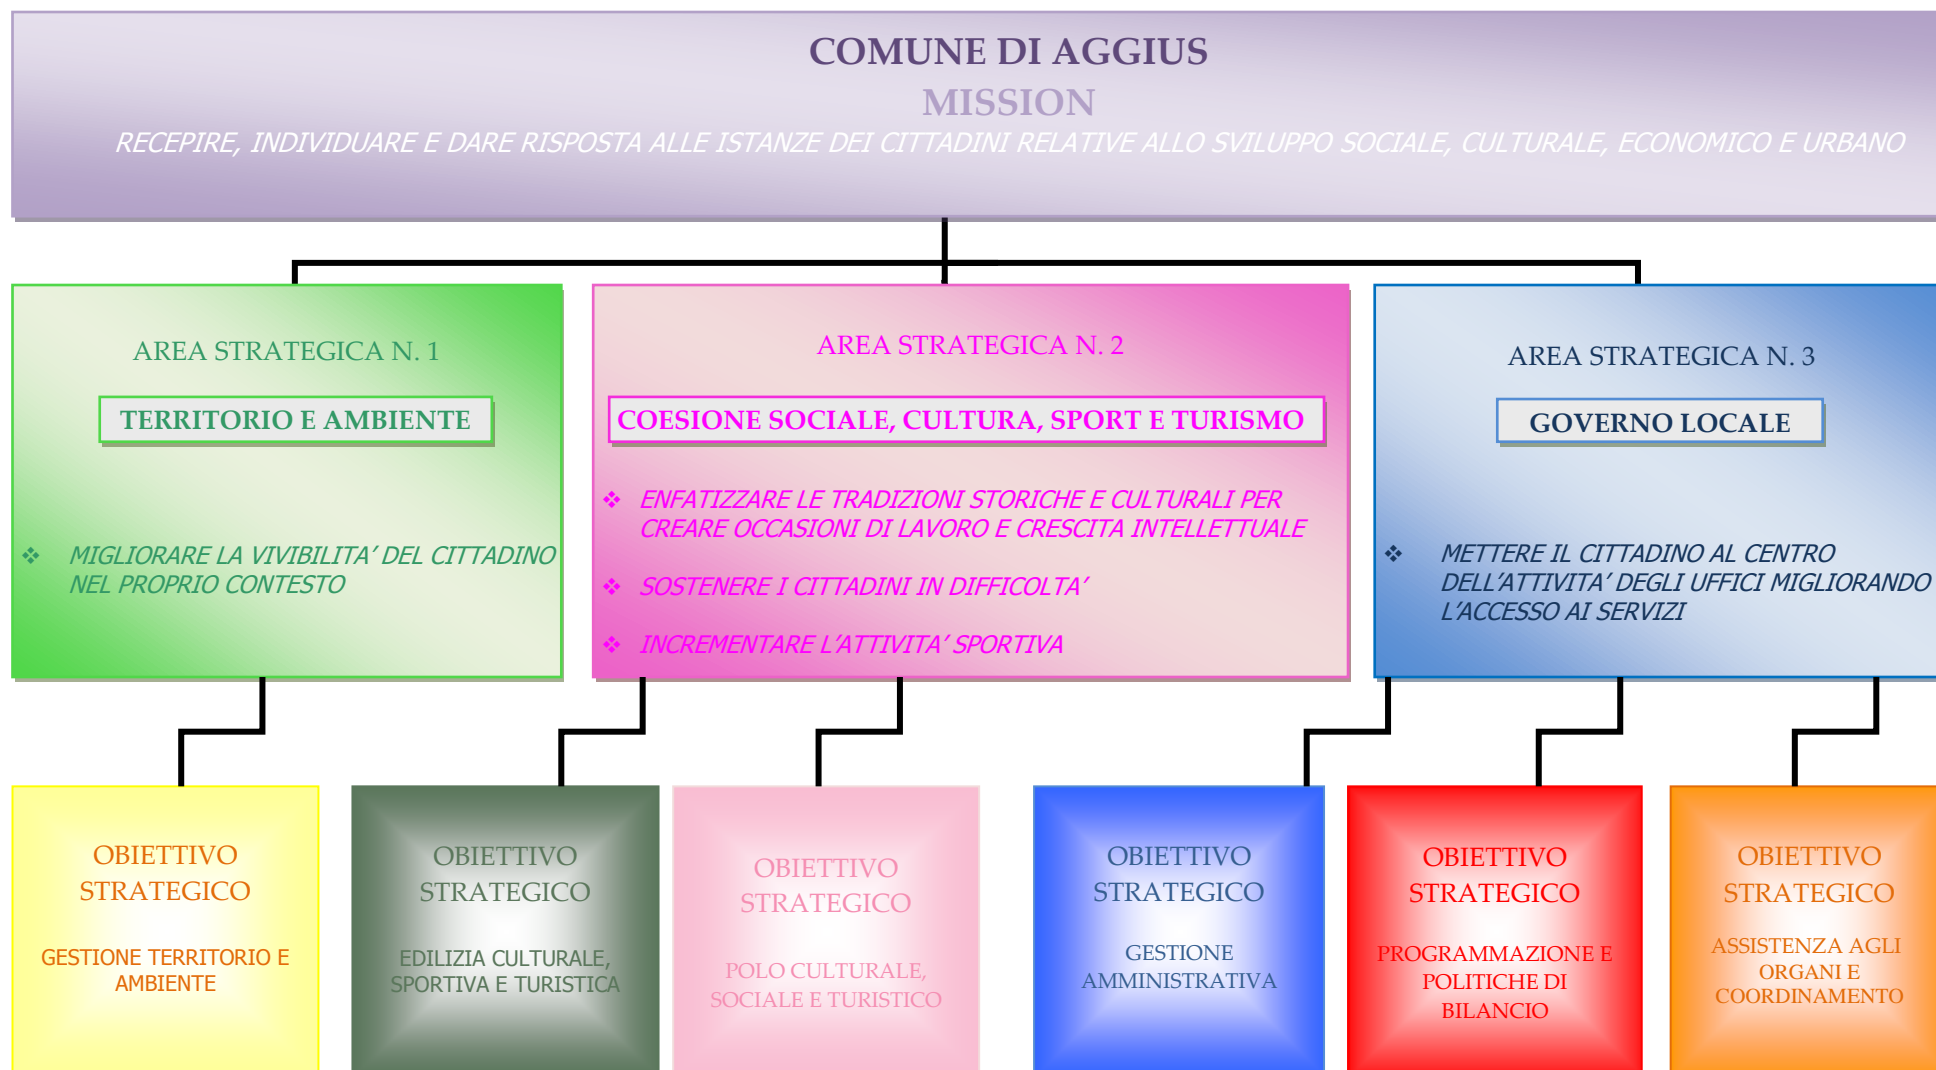 COMUNE DI AGGIUS
MISSION
RECEPIRE, INDIVIDUARE E DARE RISPOSTA ALLE ISTANZE DEI CITTADINI RELATIVE ALLO SVILUPPO SOCIALE, CULTURALE, ECONOMICO E URBANO
AREA STRATEGICA N. 1
TERRITORIO E AMBIENTE
❖ MIGLIORARE LA VIVIBILITA’ DEL CITTADINO
NEL PROPRIO CONTESTO
AREA STRATEGICA N. 2
COESIONE SOCIALE, CULTURA, SPORT E TURISMO
❖ ENFATIZZARE LE TRADIZIONI STORICHE E CULTURALI PER
CREARE OCCASIONI DI LAVORO E CRESCITA INTELLETTUALE
❖ SOSTENERE I CITTADINI IN DIFFICOLTA’
❖ INCREMENTARE L’ATTIVITA’ SPORTIVA
AREA STRATEGICA N. 3
GOVERNO LOCALE
❖ METTERE IL CITTADINO AL CENTRO
DELL’ATTIVITA’ DEGLI UFFICI MIGLIORANDO
L’ACCESSO AI SERVIZI
OBIETTIVO
STRATEGICO
GESTIONE TERRITORIO E
AMBIENTE
OBIETTIVO
STRATEGICO
EDILIZIA CULTURALE,
SPORTIVA E TURISTICA
OBIETTIVO
STRATEGICO
POLO CULTURALE,
SOCIALE E TURISTICO
OBIETTIVO
STRATEGICO
GESTIONE
AMMINISTRATIVA
OBIETTIVO
STRATEGICO
PROGRAMMAZIONE E
POLITICHE DI
BILANCIO
OBIETTIVO
STRATEGICO
ASSISTENZA AGLI
ORGANI E
COORDINAMENTO